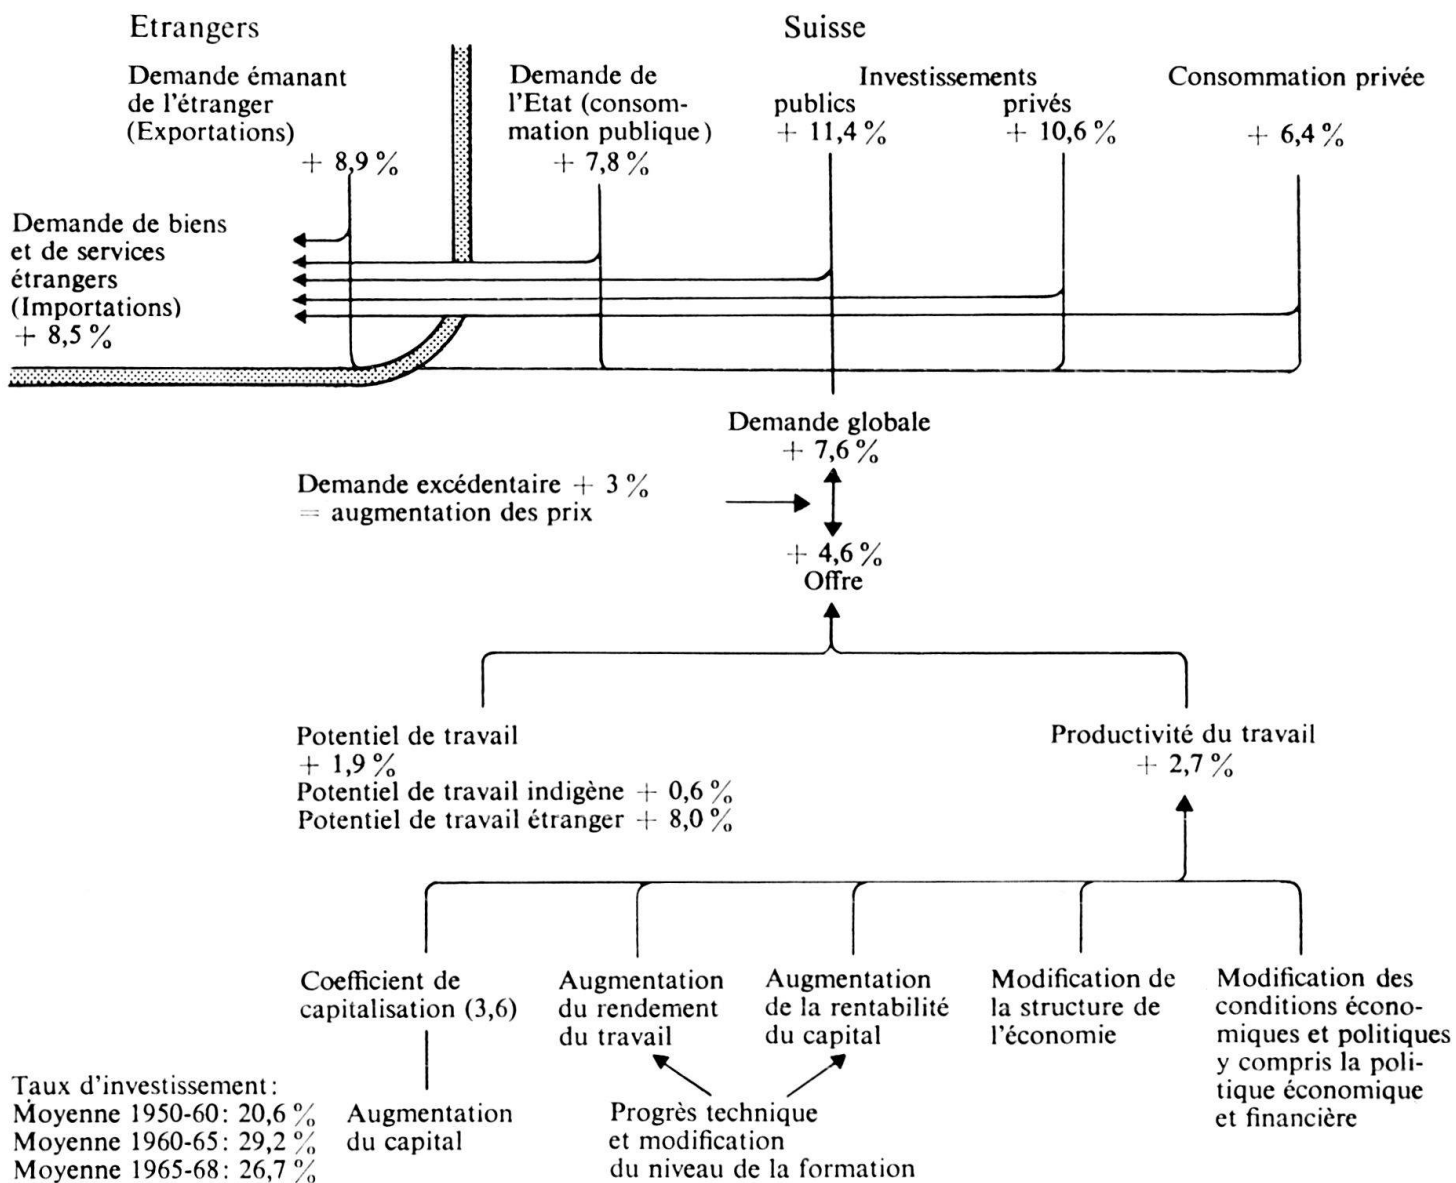 Etrangers
Suisse
Demande émanant
de l'étranger
(Exportations)
+ 8,9 %
Demande de
l'Etat (consom-
mation publique)
+ 7,8 %
Investissements
publics
+ 11,4 %
privés
+ 10,6 %
Consommation privée
+ 6,4 %
Demande de biens
et de services
étrangers
(Importations)
+ 8,5 %
Demande globale
+ 7,6 %
Demande excédentaire + 3 %
= augmentation des prix
+ 4,6 %
Offre
Potentiel de travail
+ 1,9 %
Potentiel de travail indigène + 0,6 %
Potentiel de travail étranger + 8,0 %
Productivité du travail
+ 2,7 %
Coefficient de
capitalisation (3,6)
Augmentation
du rendement
du travail
Augmentation
de la rentabilité
du capital
Modification de
la structure de
l'économie
Modification des
conditions écono-
miques et politiques
y compris la poli-
tique économique
et financière
Taux d'investissement:
Moyenne 1950-60: 20,6 %
Moyenne 1960-65: 29,2 %
Moyenne 1965-68: 26,7 %
Augmentation
du capital
Progrès technique
et modification
du niveau de la formation